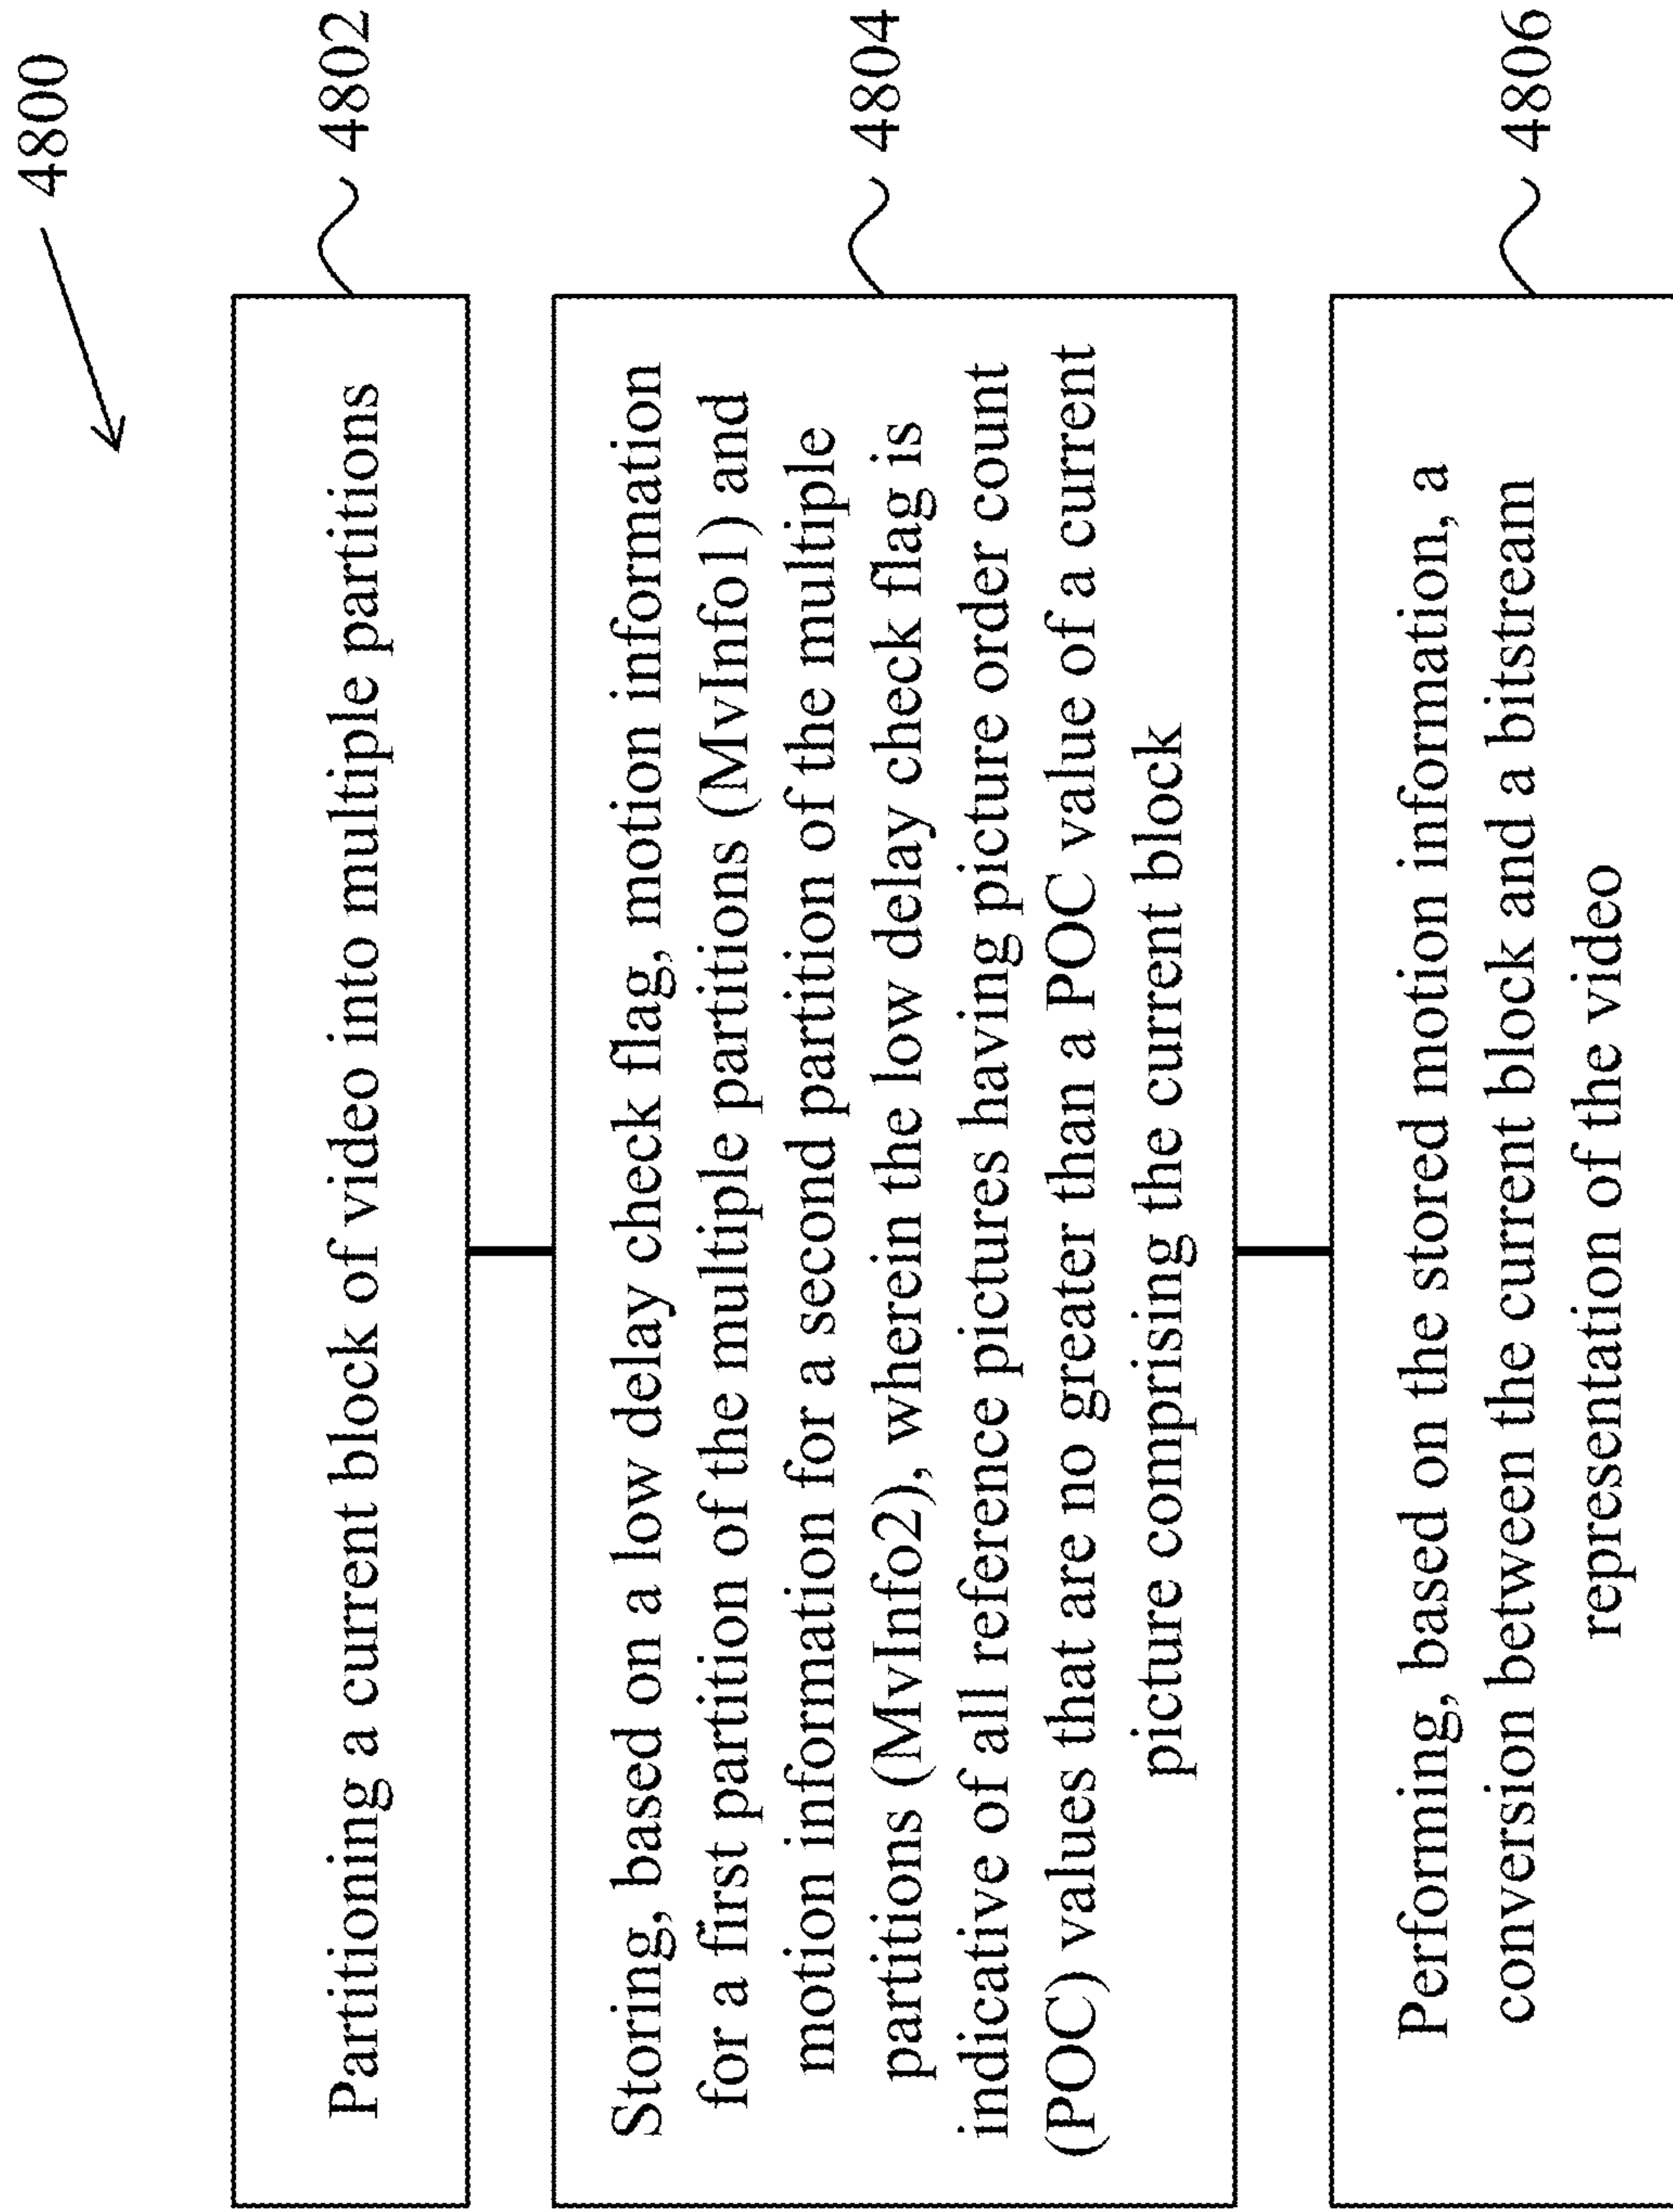 4800
Partitioning a current block of video into multiple partitions
4802
Storing, based on a low delay check flag, motion information
for a first partition of the multiple partitions (MvInfo1) and
motion information for a second partition of the multiple
partitions (MvInfo2), wherein the low delay check flag is
indicative of all reference pictures having picture order count
(POC) values that are no greater than a POC value of a current
picture comprising the current block
4804
Performing, based on the stored motion information, a
conversion between the current block and a bitstream
representation of the video
4806